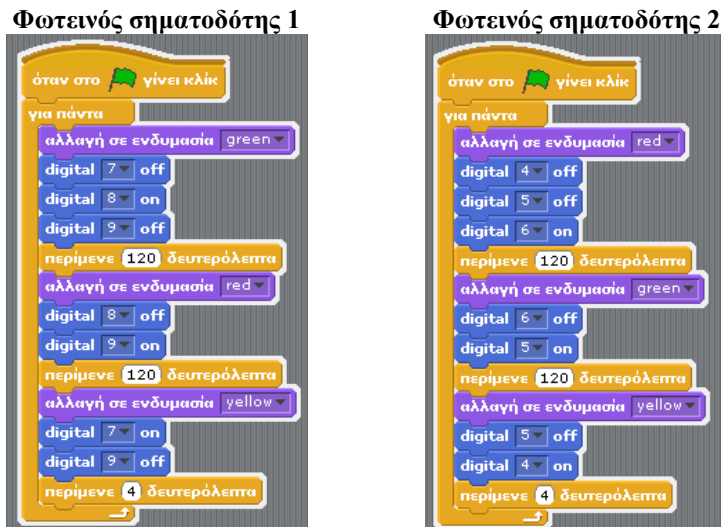 Φωτεινός σηματοδότης 1
όταν στο γίνει κλίκ
για πάντα
αλλαγή σε ενδυμασία green
digital 7 off
digital 8 on
digital 9 off
περίμενε 120 δευτερόλεπτα
αλλαγή σε ενδυμασία red
digital 8 off
digital 9 on
περίμενε 120 δευτερόλεπτα
αλλαγή σε ενδυμασία yellow
digital 7 on
digital 9 off
περίμενε 4 δευτερόλεπτα
Φωτεινός σηματοδότης 2
όταν στο γίνει κλίκ
για πάντα
αλλαγή σε ενδυμασία red
digital 4 off
digital 5 off
digital 6 on
περίμενε 120 δευτερόλεπτα
αλλαγή σε ενδυμασία green
digital 6 off
digital 5 on
περίμενε 120 δευτερόλεπτα
αλλαγή σε ενδυμασία yellow
digital 5 off
digital 4 on
περίμενε 4 δευτερόλεπτα